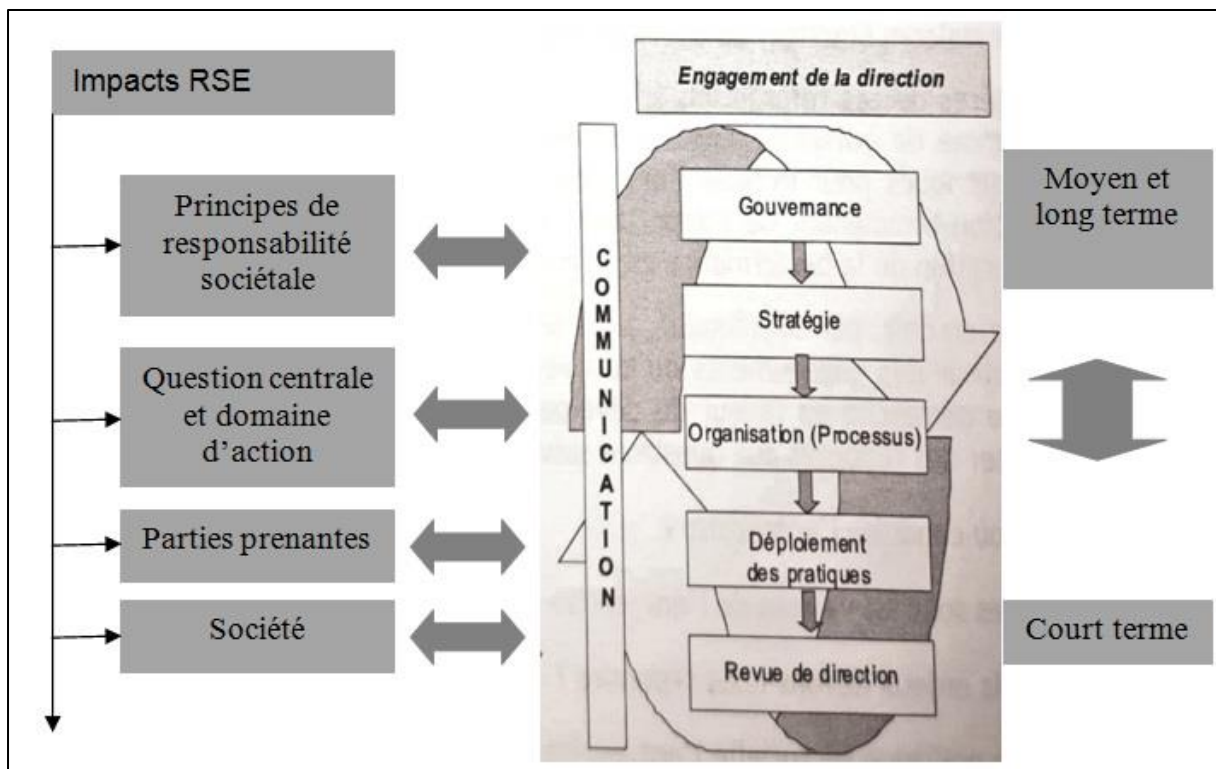 Impacts RSE
Principes de
responsabilité
sociétale
Question centrale
et domaine
d’action
Parties prenantes
Société
Engagement de la direction
COMMUNICATION
Gouvernance
Stratégie
Organisation (Processus)
Déploiement
des pratiques
Revue de direction
Moyen et
long terme
Court terme